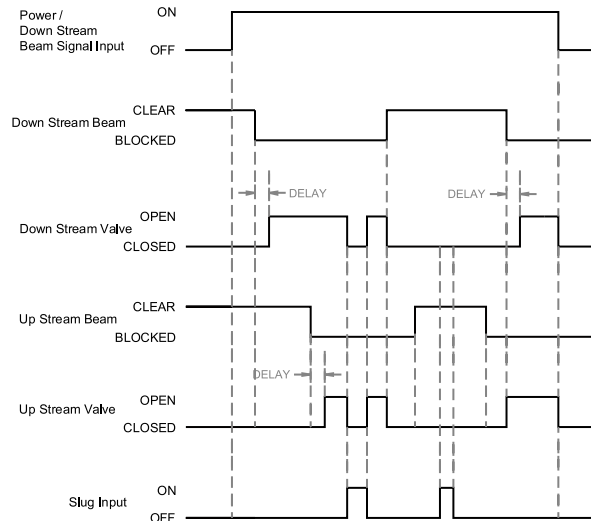 Power /
Down Stream
Beam Signal Input
ON
OFF
Down Stream Beam
CLEAR
BLOCKED
DELAY
DELAY
Down Stream Valve
OPEN
CLOSED
Up Stream Beam
CLEAR
BLOCKED
DELAY
Up Stream Valve
OPEN
CLOSED
Slug Input
ON
OFF